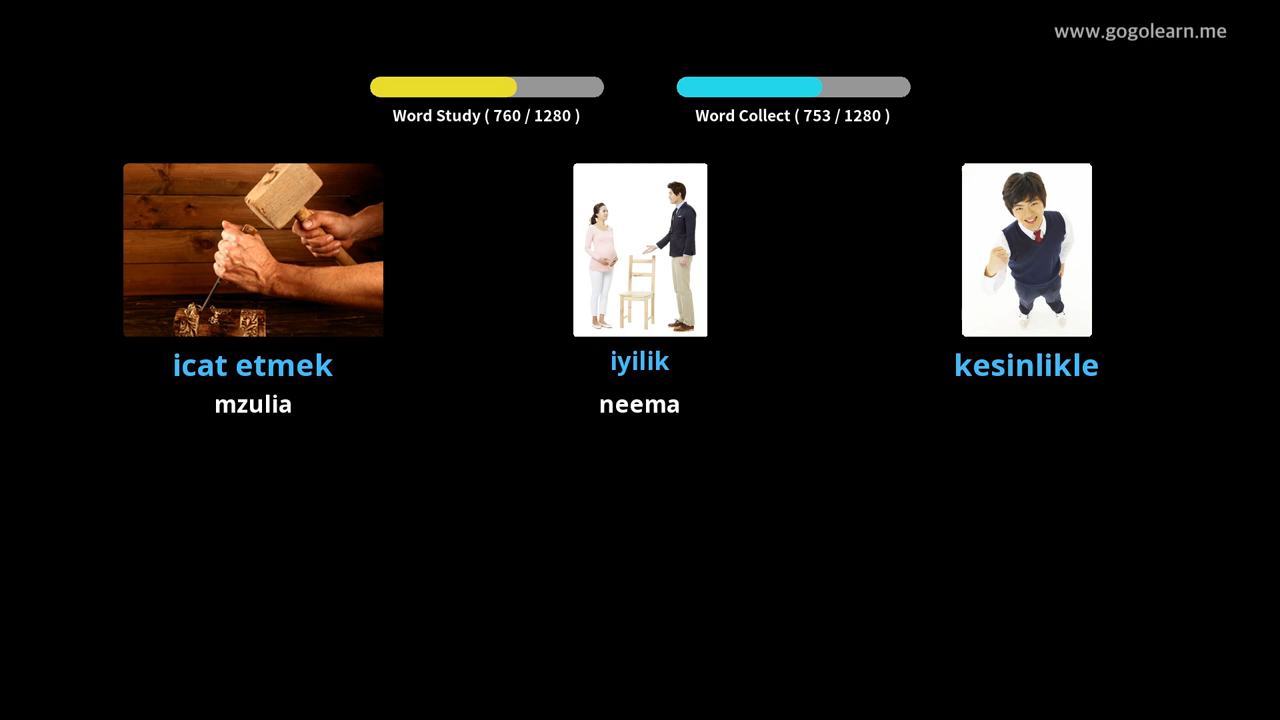 www.gogolearn.me
Word Study ( 760 / 1280 )
Word Collect ( 753 / 1280 )
icat etmek
iyilik
kesinlikle
mzulia
neema